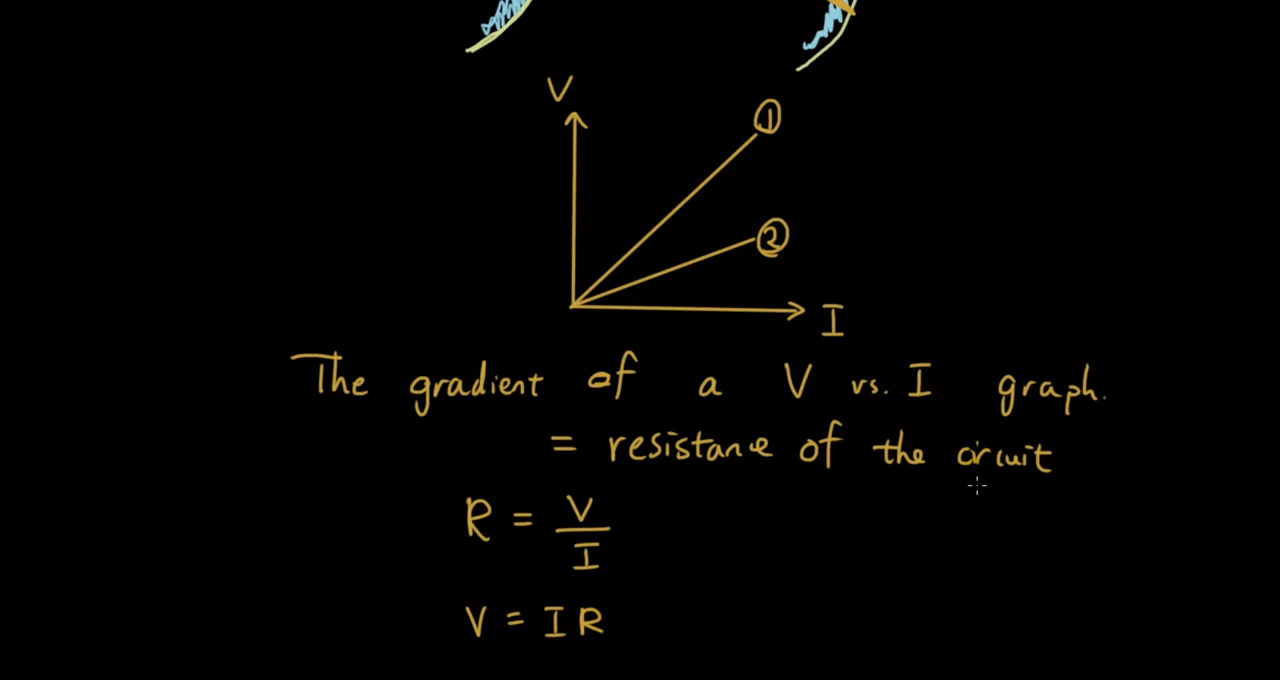 V
①
②
I
The gradient of a V vs. I graph.
= resistance of the circuit
R = V/I
V = IR